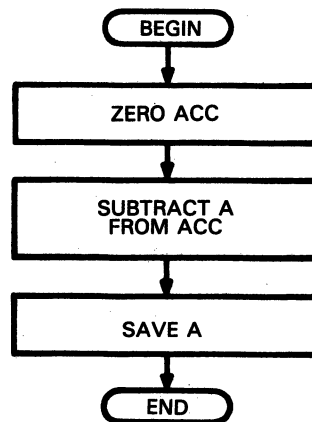 BEGIN
ZERO ACC
SUBTRACT A
FROM ACC
SAVE A
END